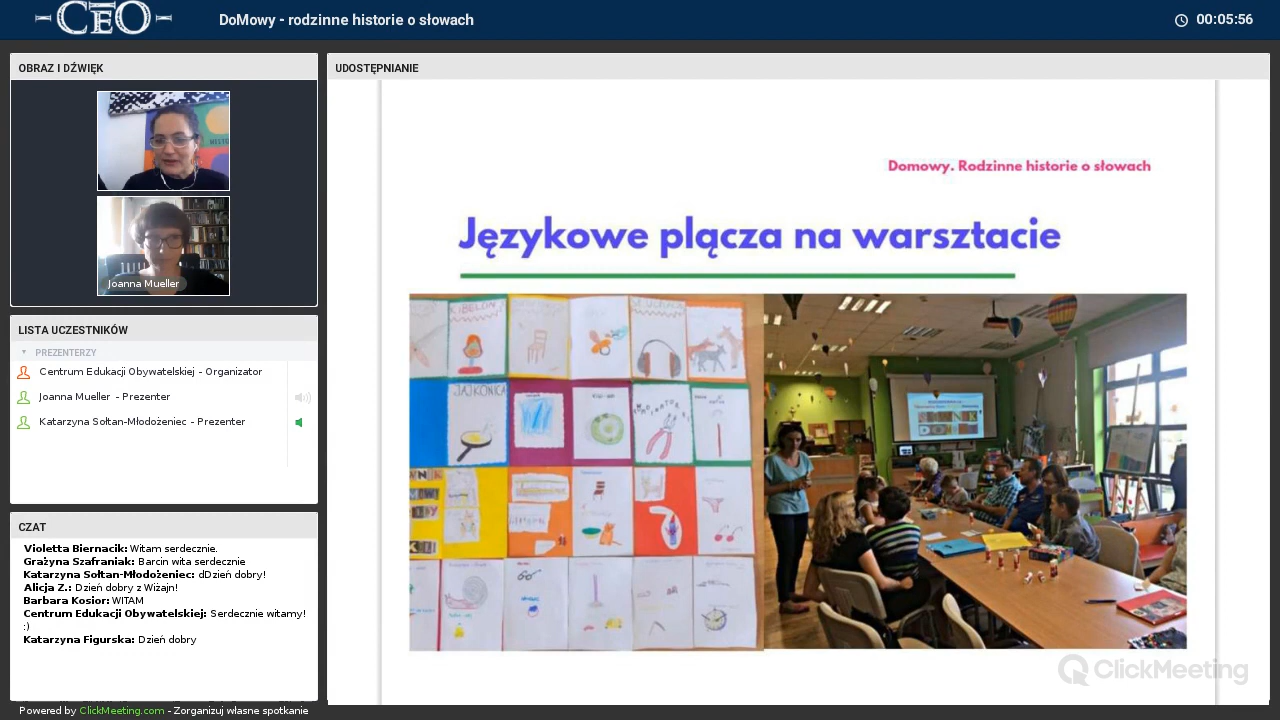 CEO
DoMowy - rodzinne historie o słowach
00:05:56
OBRAZ I DŹWIĘK
Joanna Mueller
LISTA UCZESTNIKÓW
PREZENTERZY
Centrum Edukacji Obywatelskiej - Organizator
Joanna Mueller - Prezenter
Katarzyna Sołtan-Młodożeniec - Prezenter
CZAT
Violetta Biernacik: Witam serdecznie.
Grażyna Szafraniak: Barcin wita serdecznie
Katarzyna Sołtan-Młodożeniec: dDzień dobry!
Alicja Z.: Dzień dobry z Wiżajn!
Barbara Kosior: WITAM
Centrum Edukacji Obywatelskiej: Serdecznie witamy!
:)
Katarzyna Figurska: Dzień dobry
Powered by ClickMeeting.com - Zorganizuj własne spotkanie
UDOSTĘPNIANIE
Domowy. Rodzinne historie o słowach
Językowe plącza na warsztacie
JAJKONKA
ClickMeeting